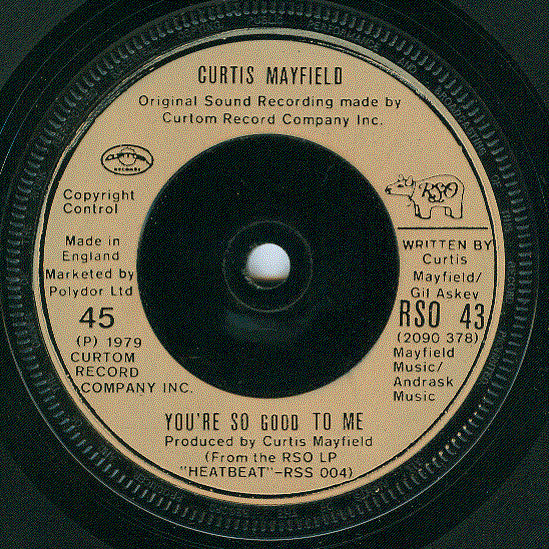 CURTIS MAYFIELD
Original Sound Recording made by
Curtom Record Company Inc.
CURTOM
RECORDS
Copyright
Control
Made in
England
Marketed by
Polydor Ltd
45
(P) 1979
CURTOM
RECORD
COMPANY INC.
RSO
WRITTEN BY
Curtis
Mayfield/
Gil Askey
RSO 43
(2090 378)
Mayfield
Music/
Andrask
Music
YOU'RE SO GOOD TO ME
Produced by Curtis Mayfield
(From the RSO LP
"HEATBEAT"-RSS 004)